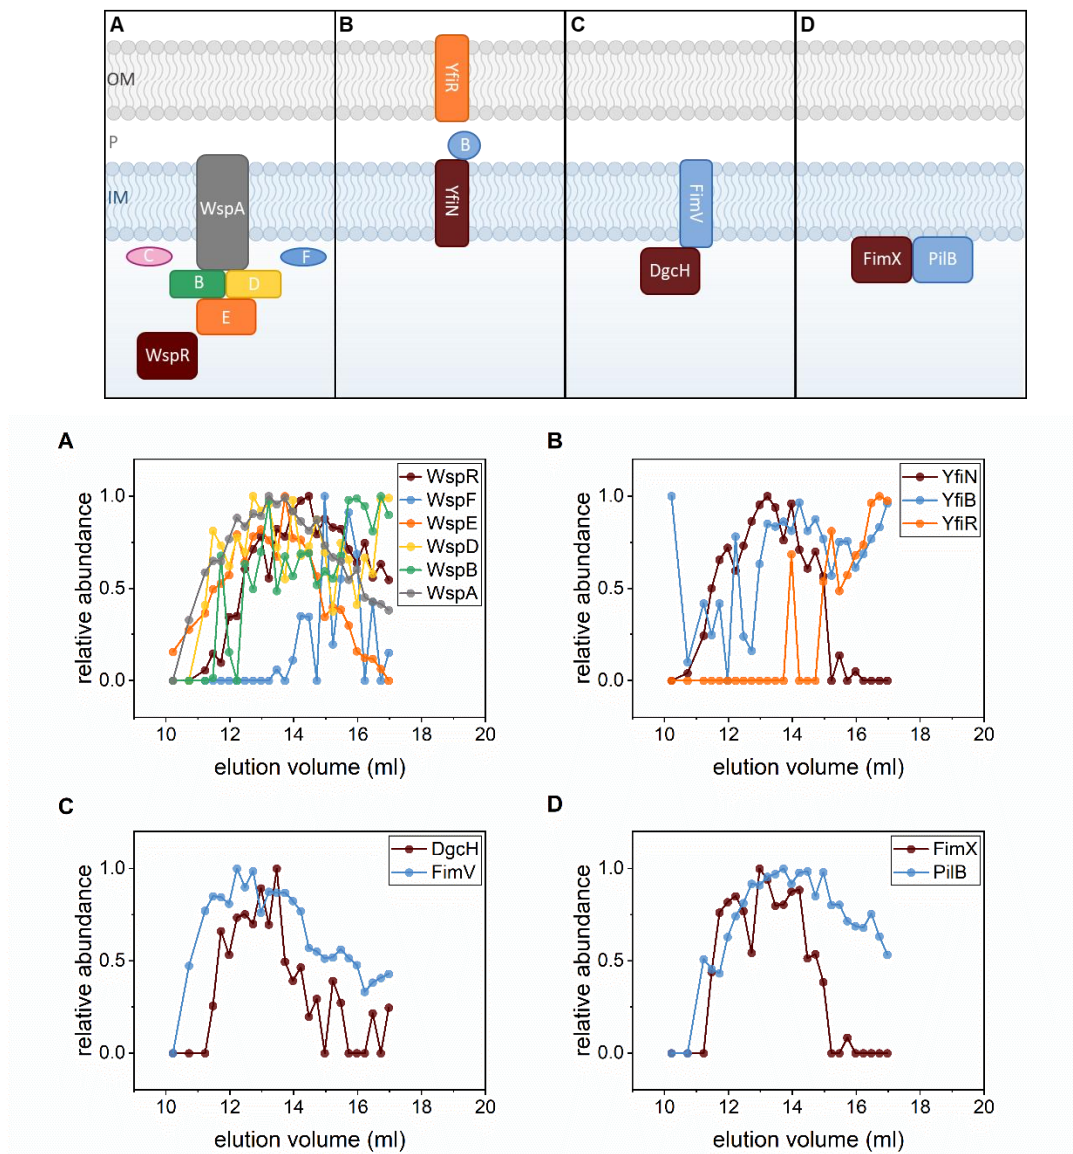 A B C D
OM
P
IM
WspA
C
F
B D
E
WspR
YfiR
B
YfiN
FimV
DgcH
FimX PilB
A
relative abundance
1.0
0.5
0.0
10 12 14 16 18 20
elution volume (ml)
WspR
WspF
WspE
WspD
WspB
WspA
B
relative abundance
1.0
0.5
0.0
10 12 14 16 18 20
elution volume (ml)
YfiN
YfiB
YfiR
C
relative abundance
1.0
0.5
0.0
10 12 14 16 18 20
elution volume (ml)
DgcH
FimV
D
relative abundance
1.0
0.5
0.0
10 12 14 16 18 20
elution volume (ml)
FimX
PilB